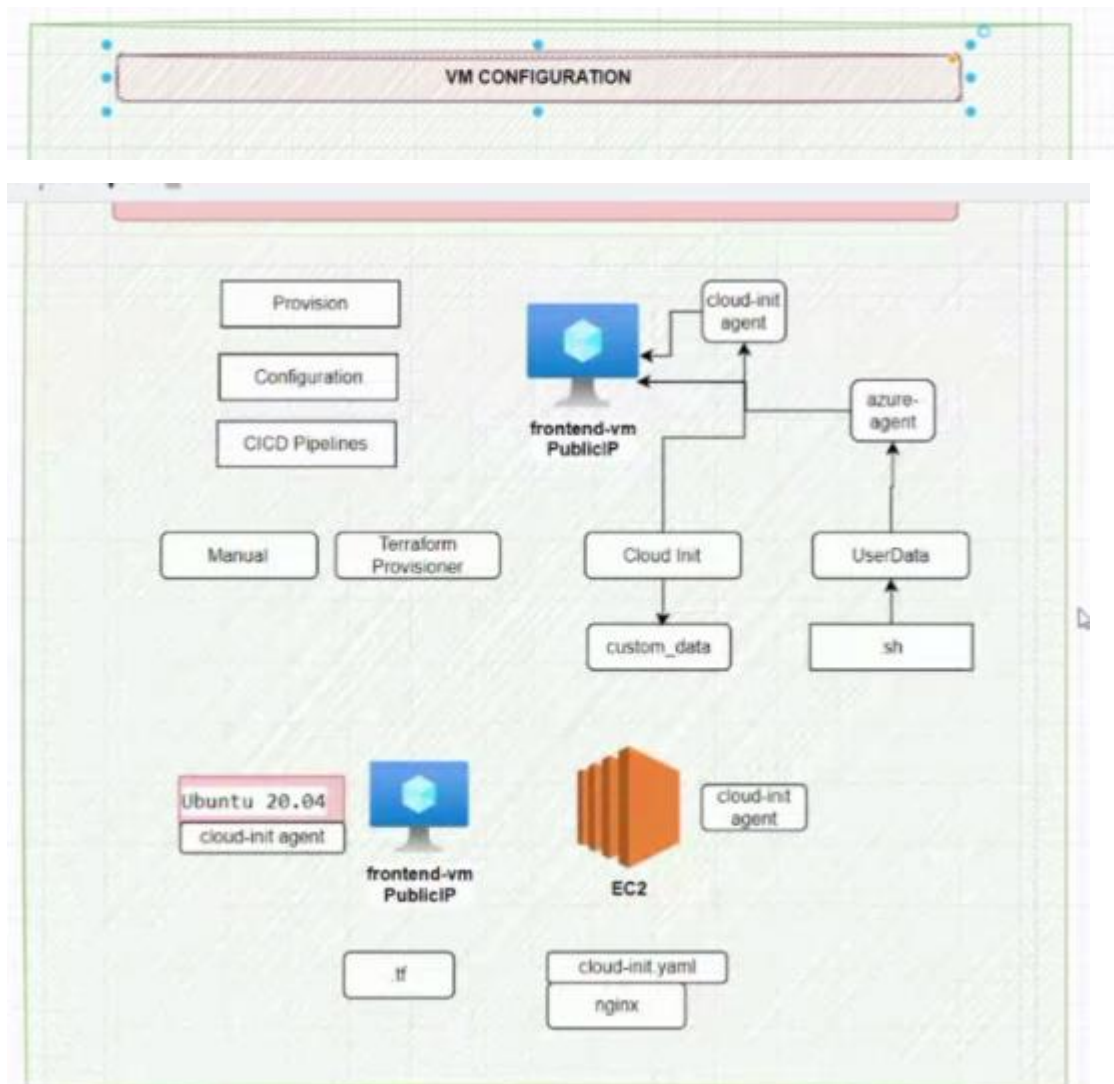 VM CONFIGURATION
Provision
Configuration
CICD Pipelines
cloud-init
agent
frontend-vm
PublicIP
azure-
agent
Manual
Terraform
Provisioner
Cloud Init
UserData
custom_data
.sh
Ubuntu 20.04
cloud-init agent
frontend-vm
PublicIP
EC2
cloud-init
agent
.tf
cloud-init.yaml
nginx